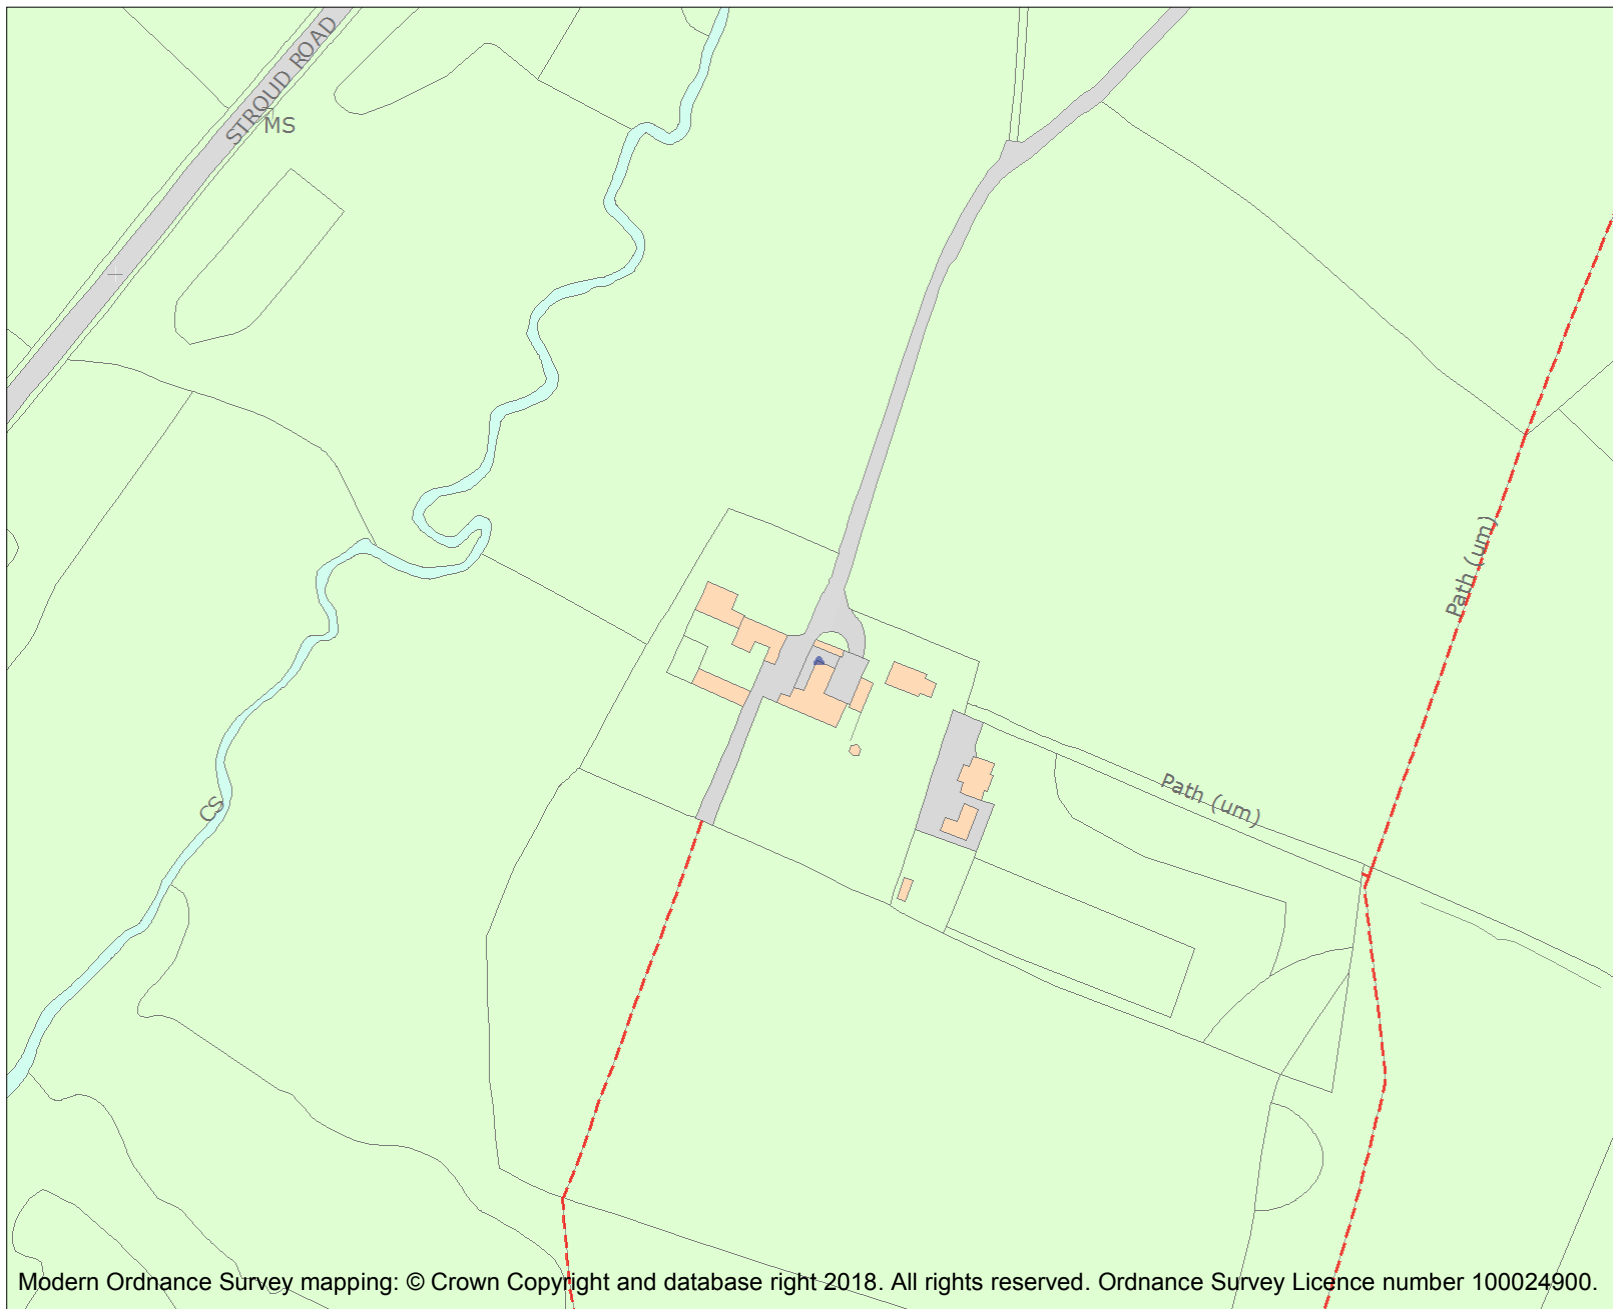 STROUD ROAD
MS
Path (um)
Path (um)
CS
Modern Ordnance Survey mapping: © Crown Copyright and database right 2018. All rights reserved. Ordnance Survey Licence number 100024900.